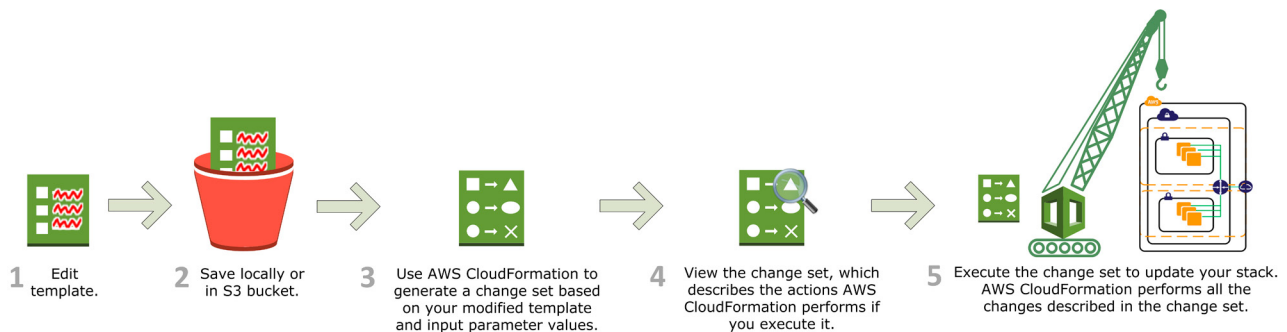 AWS
1 Edit
template.
2 Save locally or
in S3 bucket.
3 Use AWS CloudFormation to
generate a change set based
on your modified template
and input parameter values.
4 View the change set, which
describes the actions AWS
CloudFormation performs if
you execute it.
5 Execute the change set to update your stack.
AWS CloudFormation performs all the
changes described in the change set.